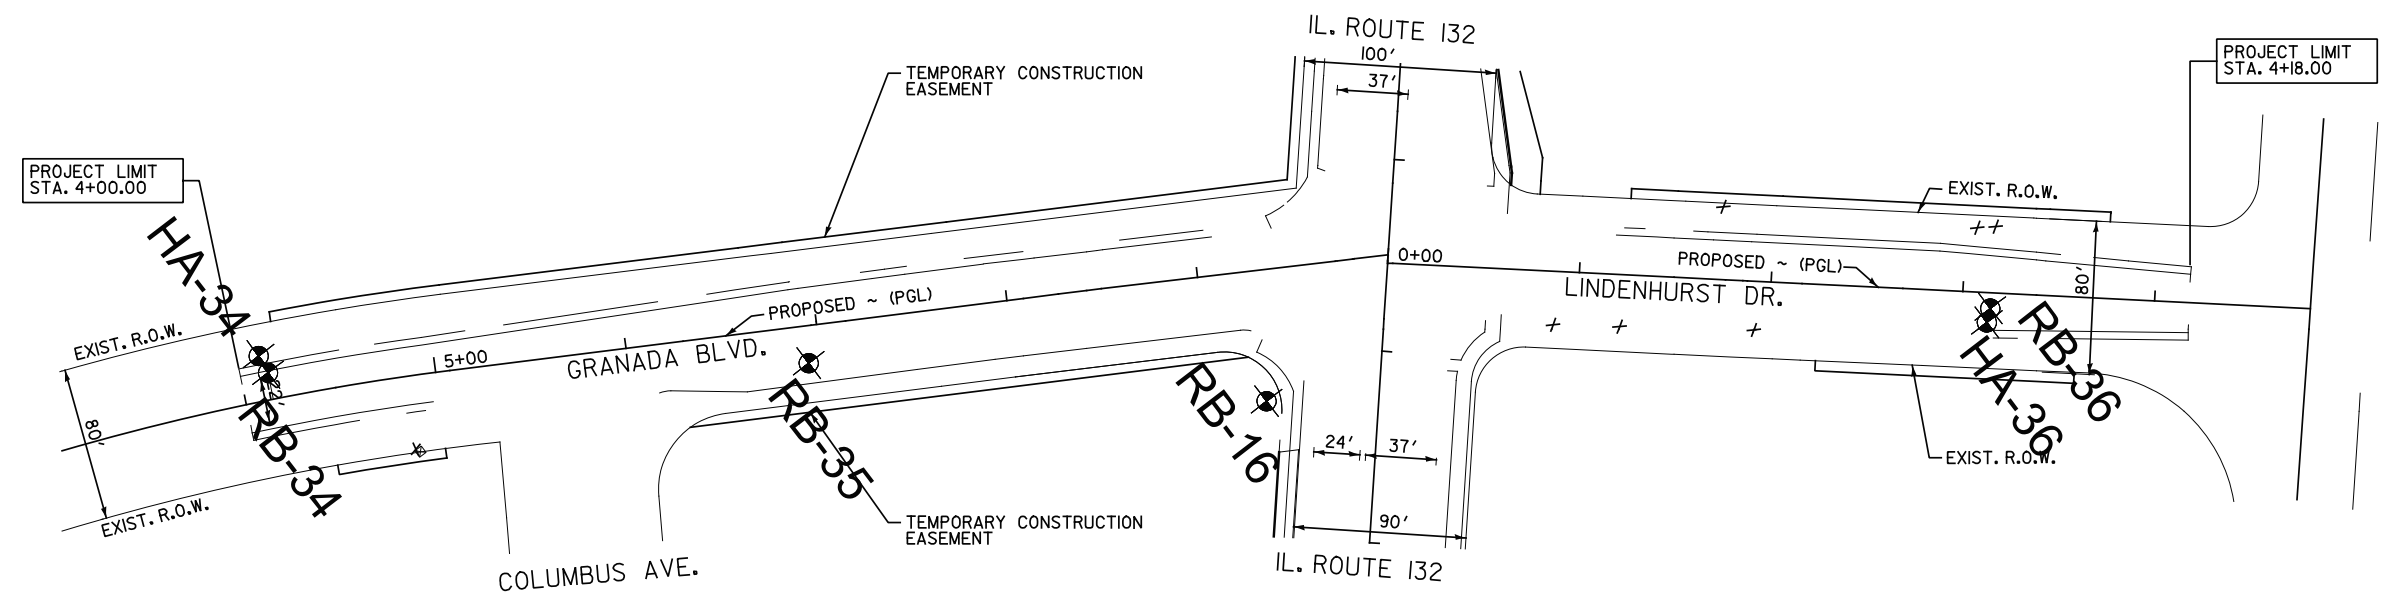 IL. ROUTE 132
100'
37'
TEMPORARY CONSTRUCTION
EASEMENT
PROJECT LIMIT
STA. 4+18.00
PROJECT LIMIT
STA. 4+00.00
EXIST. R.O.W.
HA-34
0+00
PROPOSED ~ (PGL)
LINDENHURST DR.
80'
PROPOSED ~ (PGL)
EXIST. R.O.W.
5+00
GRANADA BLVD.
22'
RB-34
RB-35
RB-16
RB-36
HA-36
80'
24'
37'
EXIST. R.O.W.
EXIST. R.O.W.
TEMPORARY CONSTRUCTION
EASEMENT
90'
COLUMBUS AVE.
IL. ROUTE 132